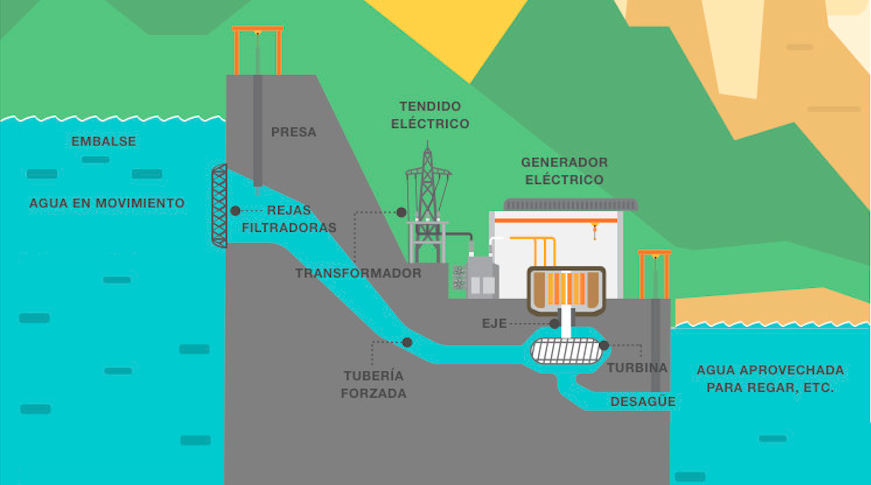 TENDIDO
ELÉCTRICO
PRESA
EMBALSE
GENERADOR
ELÉCTRICO
AGUA EN MOVIMIENTO
REJAS
FILTRADORAS
TRANSFORMADOR
EJE
TUBERÍA
FORZADA
TURBINA
AGUA APROVECHADA
PARA REGAR, ETC.
DESAGÜE